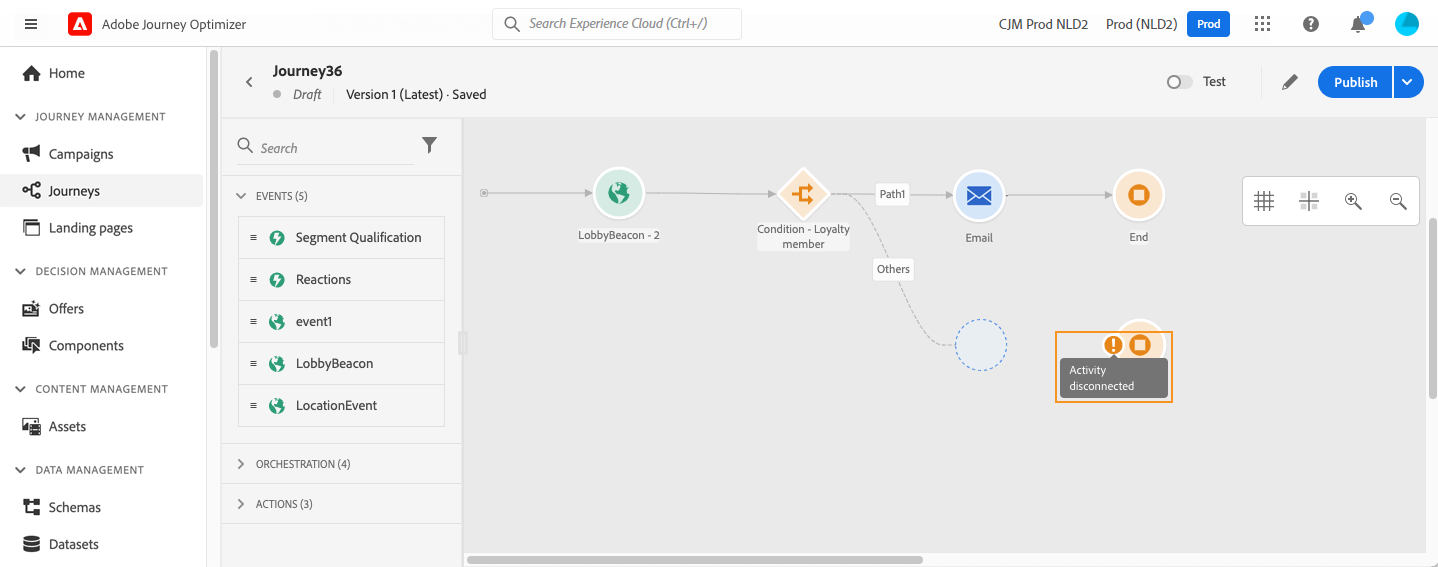 Adobe Journey Optimizer
Search Experience Cloud (Ctrl+/)
CJM Prod NLD2
Prod (NLD2)
Prod
Home
JOURNEY MANAGEMENT
Campaigns
Journeys
Landing pages
DECISION MANAGEMENT
Offers
Components
CONTENT MANAGEMENT
Assets
DATA MANAGEMENT
Schemas
Datasets
Journey36
Draft
Version 1 (Latest) · Saved
Test
Publish
Search
EVENTS (5)
Segment Qualification
Reactions
event1
LobbyBeacon
LocationEvent
ORCHESTRATION (4)
ACTIONS (3)
LobbyBeacon - 2
Condition - Loyalty
member
Path1
Others
Email
End
Activity
disconnected